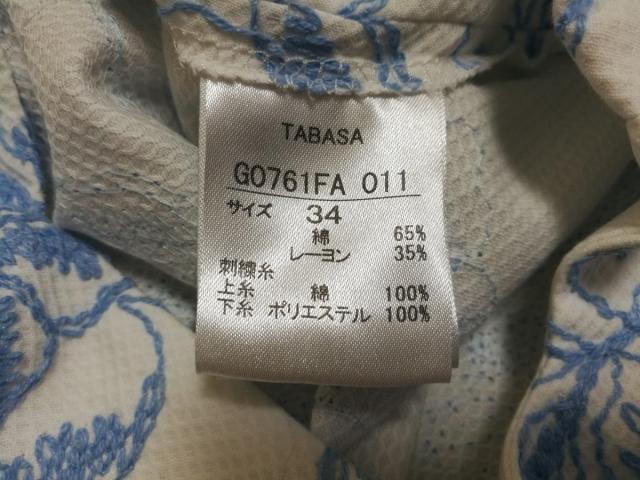 TABASA
GO761FA 011
サイズ 34
綿 65%
レーヨン 35%
刺繍糸
上糸 綿 100%
下糸 ポリエステル 100%